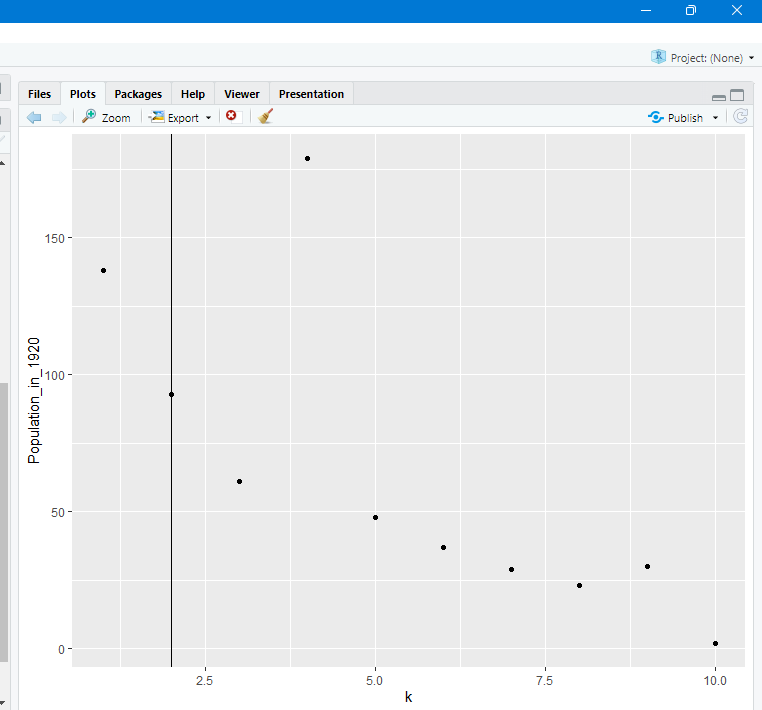 Project: (None)
Files Plots Packages Help Viewer Presentation
Zoom Export Publish
150
100
50
0
Population_in_1920
2.5 5.0 7.5 10.0
k